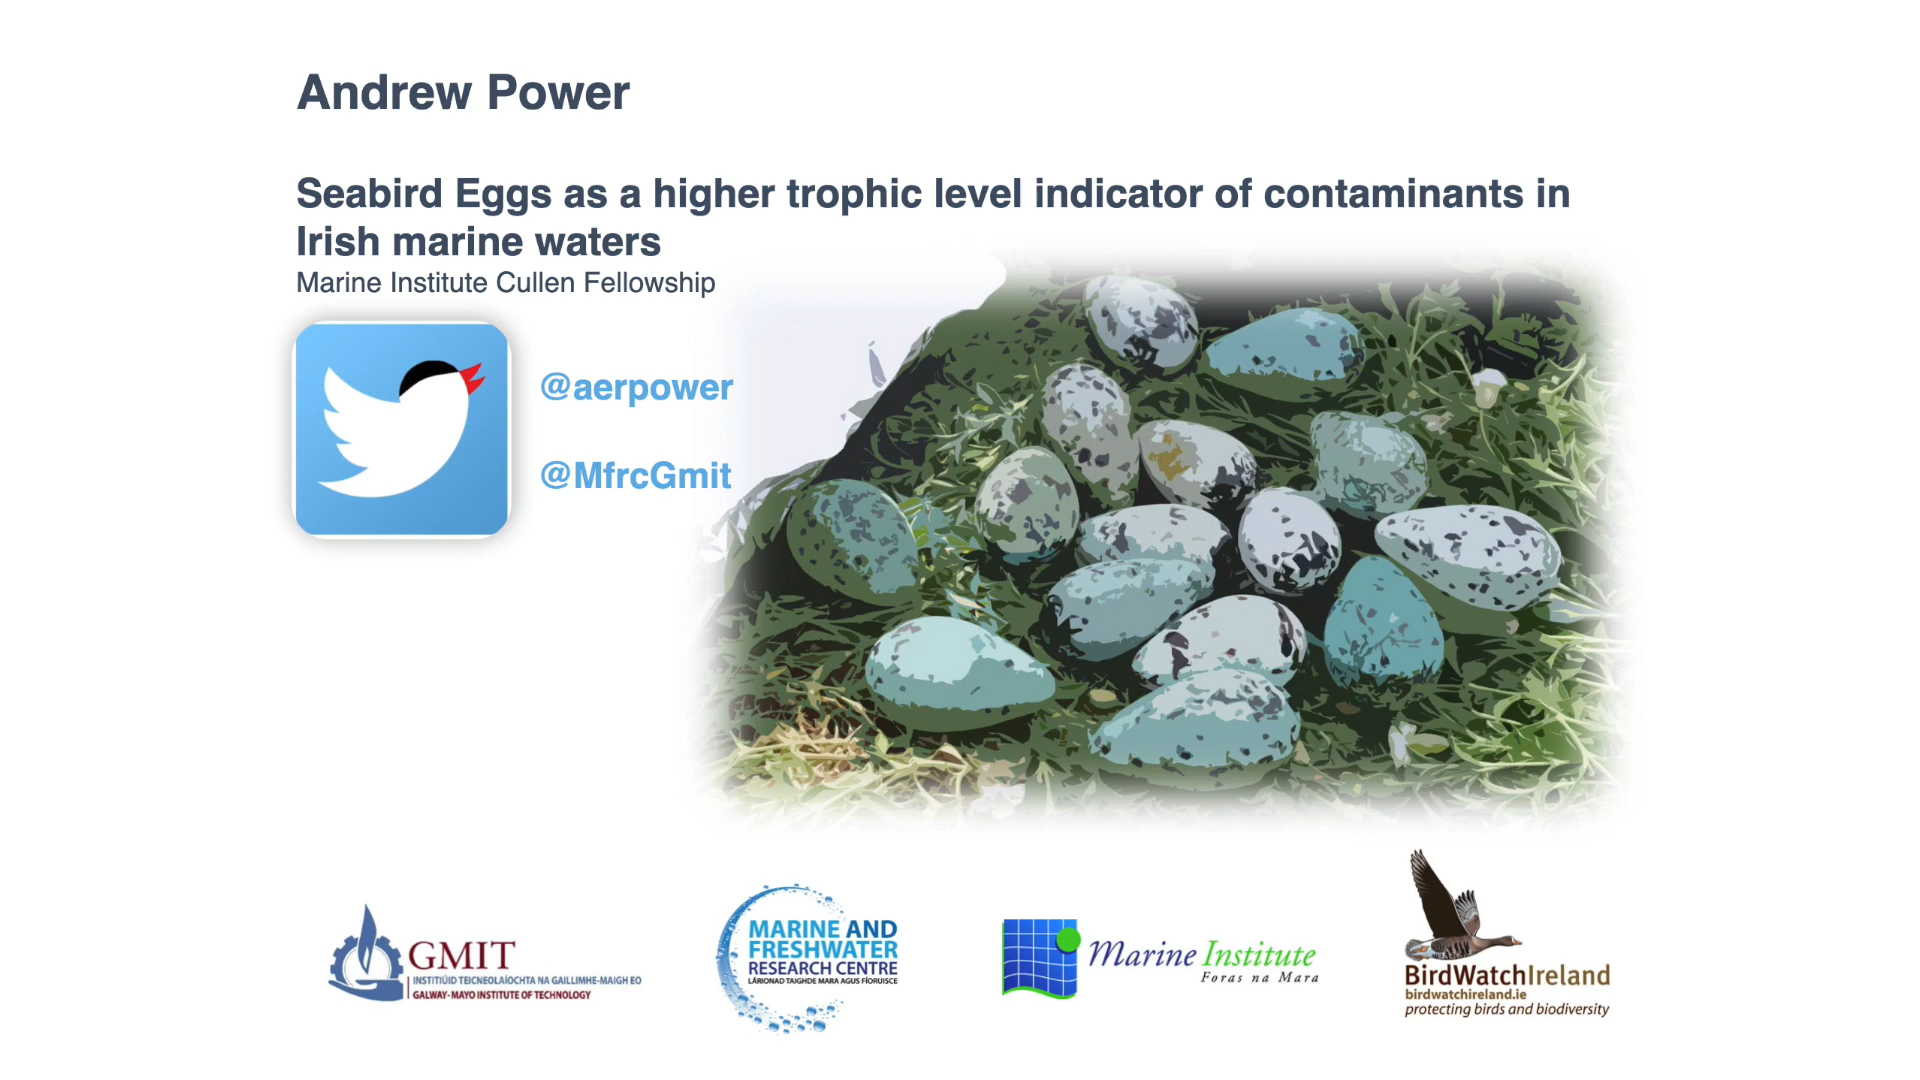 Andrew Power
Seabird Eggs as a higher trophic level indicator of contaminants in
Irish marine waters
Marine Institute Cullen Fellowship
@aerpower
@MfrcGmit
GMIT
INSTITIÚID TEICNEOLAÍOCHTA NA GAILLIMHE-MAIGH EO
GALWAY-MAYO INSTITUTE OF TECHNOLOGY
MARINE AND
FRESHWATER
RESEARCH CENTRE
LÁRIONAD TAIGHDE MARA AGUS FÍORUISCE
Marine Institute
Foras na Mara
BirdWatchIreland
birdwatchireland.ie
protecting birds and biodiversity